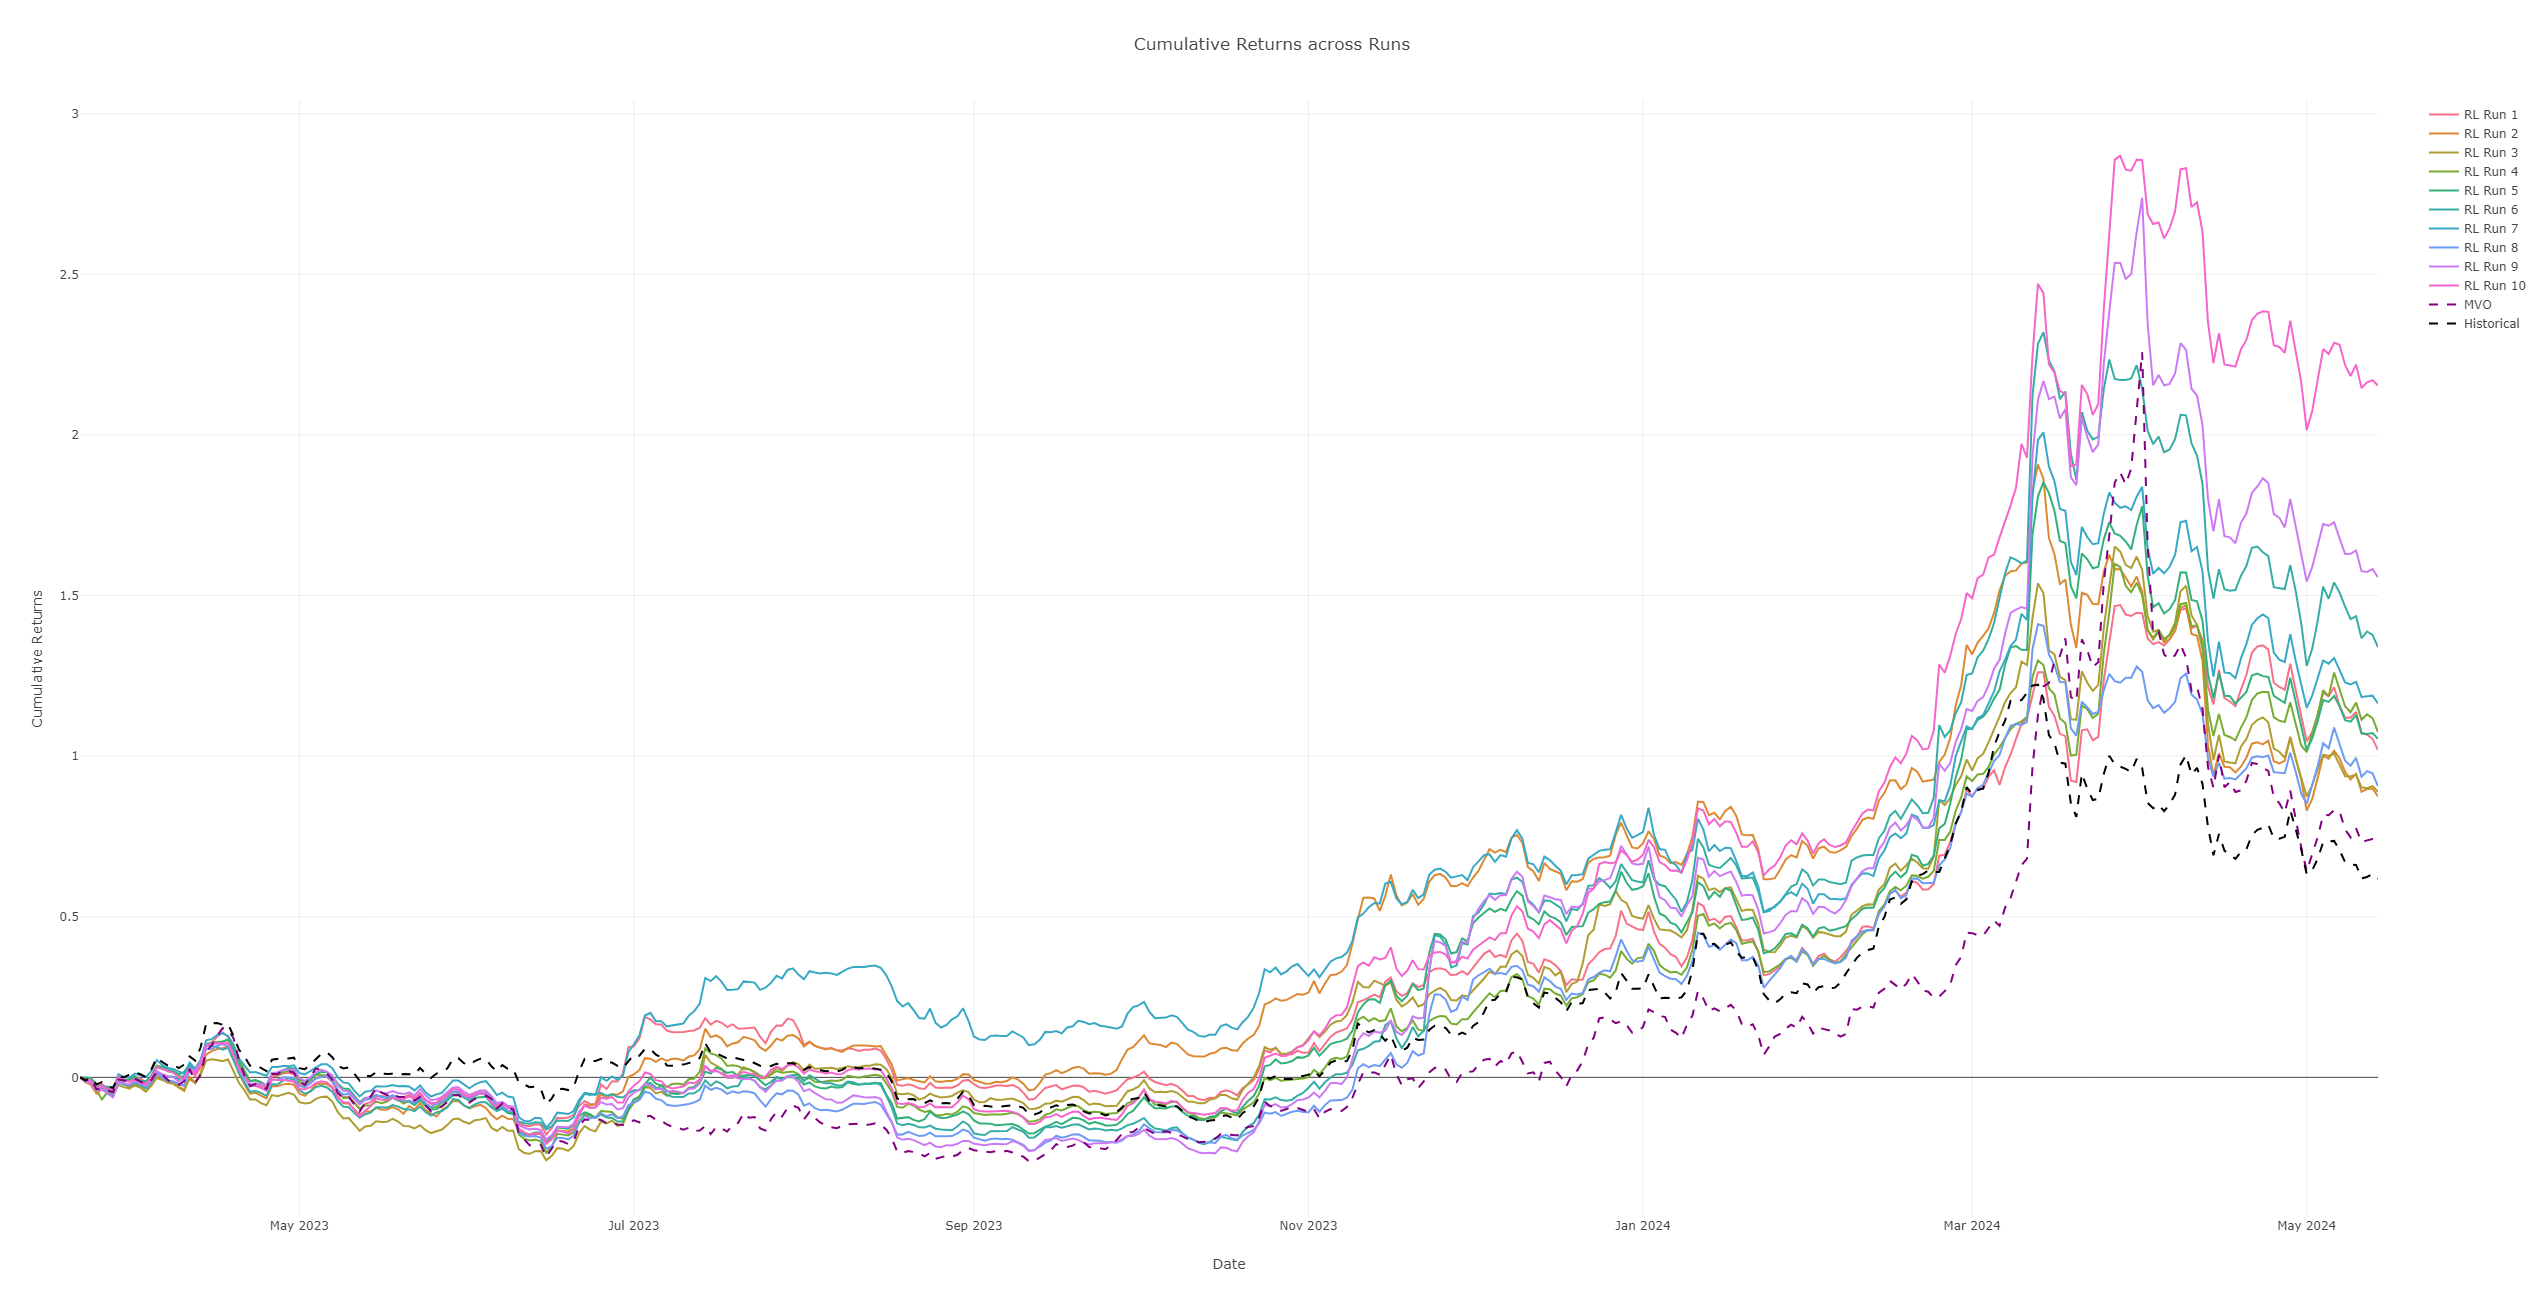 Cumulative Returns across Runs
3
2.5
2
1.5
1
0.5
0
Cumulative Returns
May 2023
Jul 2023
Sep 2023
Nov 2023
Jan 2024
Mar 2024
May 2024
Date
RL Run 1
RL Run 2
RL Run 3
RL Run 4
RL Run 5
RL Run 6
RL Run 7
RL Run 8
RL Run 9
RL Run 10
MVO
Historical